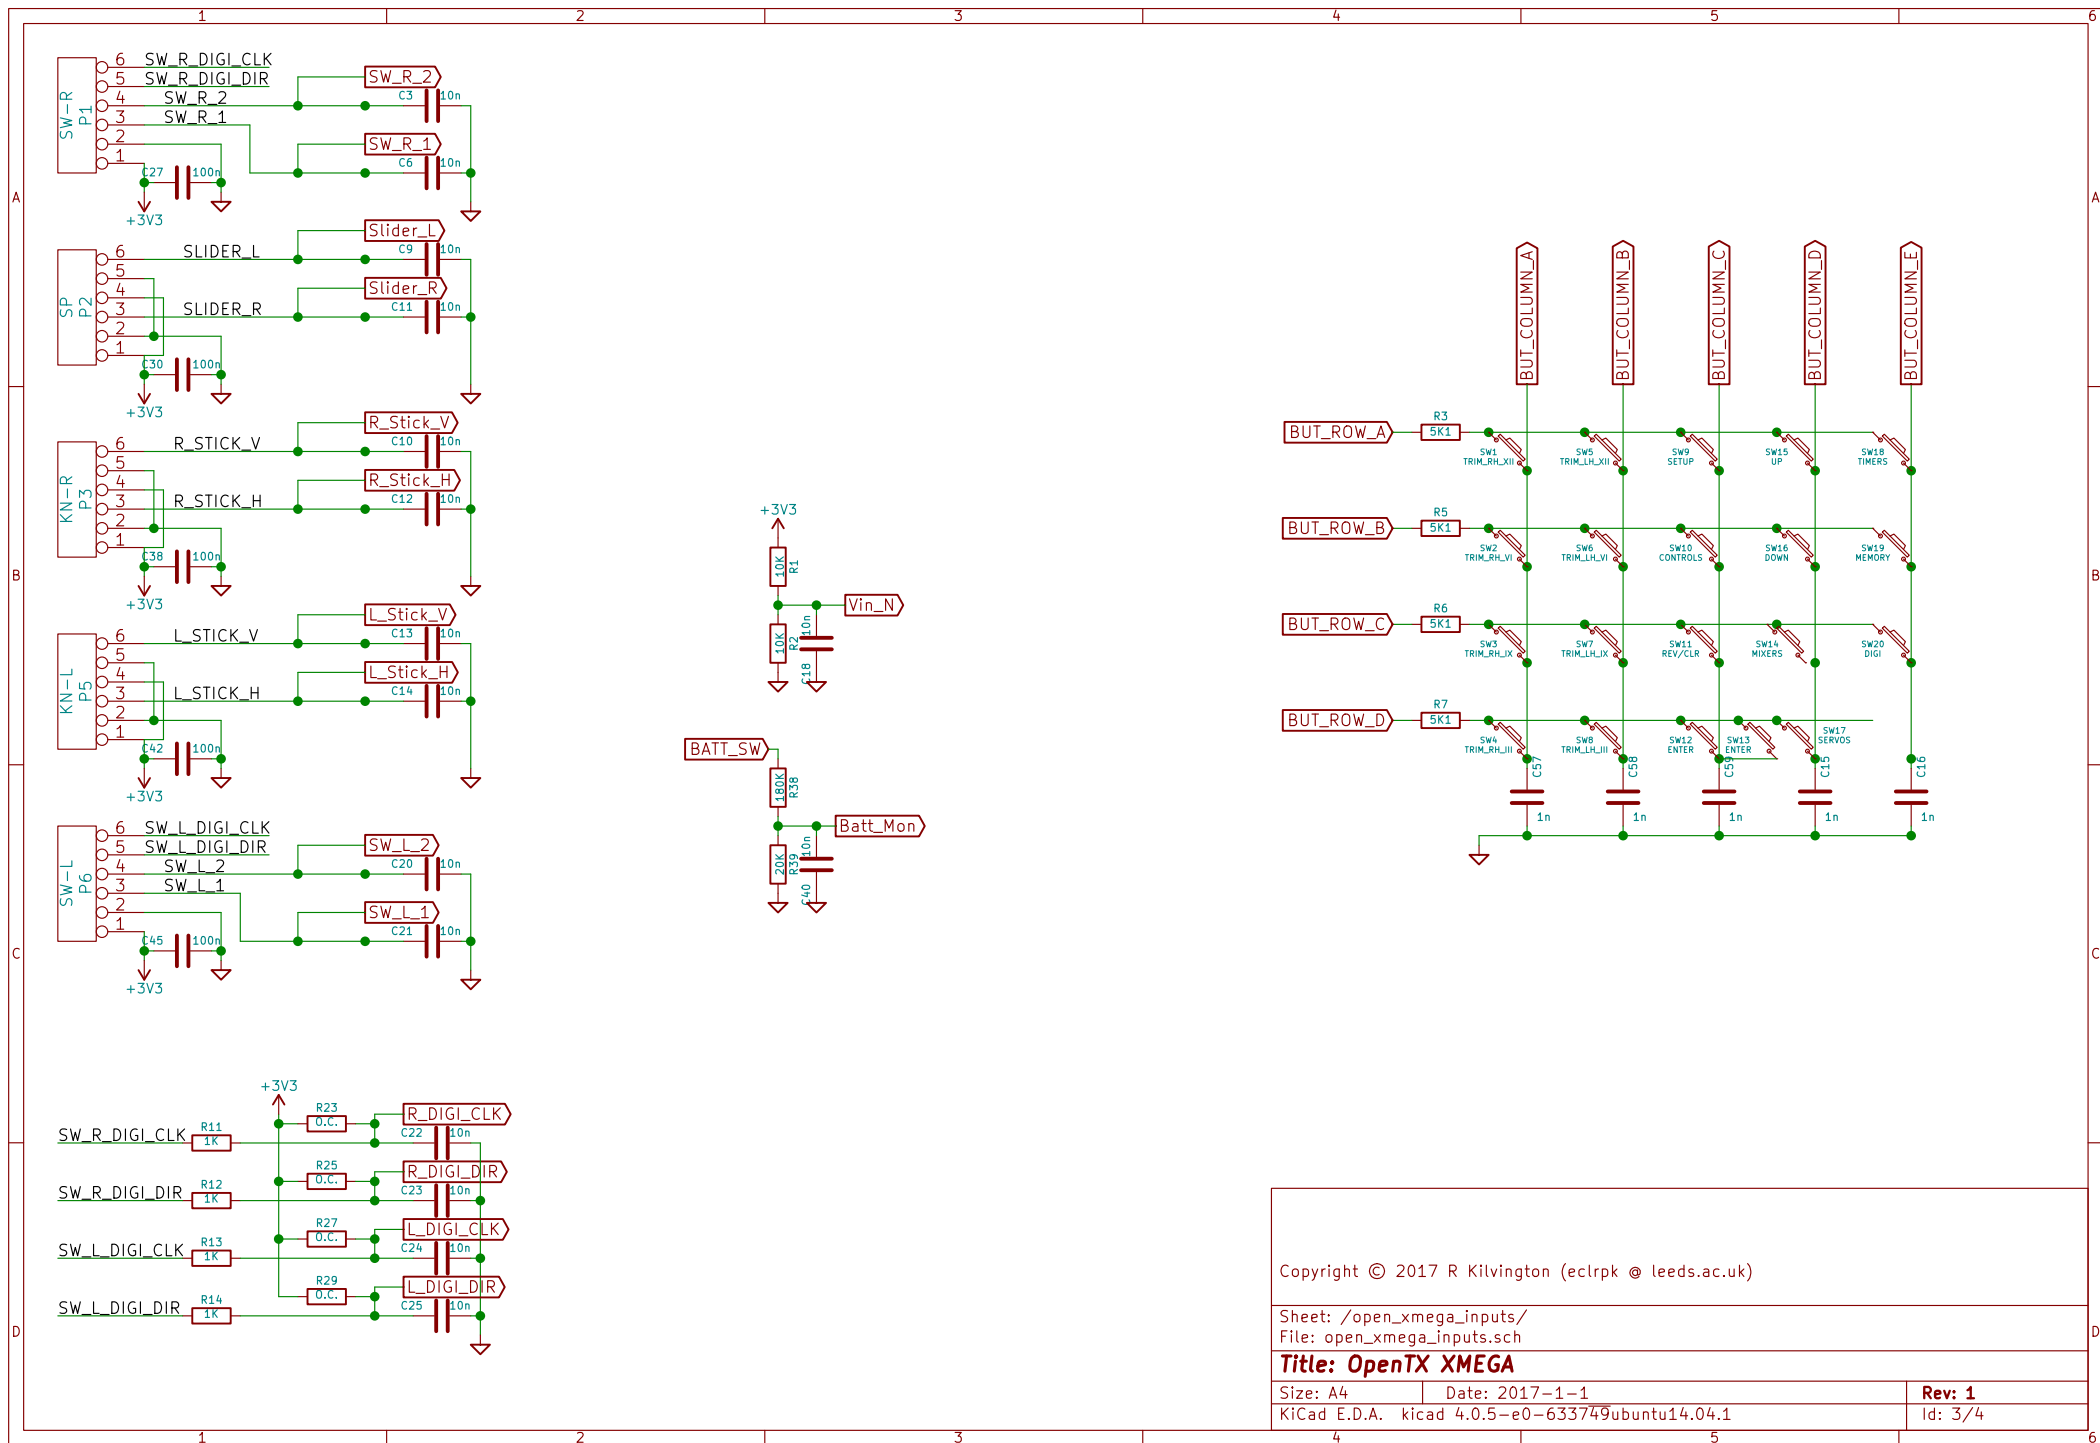 1 2 3 4 5 6
A
B
C
D
SW-R P1
6 SW_R_DIGI_CLK
5 SW_R_DIGI_DIR
4 SW_R_2
3 SW_R_1
2
1
SW_R_2
C3 10n
SW_R_1
C6 10n
C27 100n
+3V3
SP P2
6 SLIDER_L
5
4
3 SLIDER_R
2
1
Slider_L
C9 10n
Slider_R
C11 10n
C30 100n
+3V3
KN-R P3
6 R_STICK_V
5
4
3 R_STICK_H
2
1
R_Stick_V
C10 10n
R_Stick_H
C12 10n
C38 100n
+3V3
KN-L P5
6 L_STICK_V
5
4
3 L_STICK_H
2
1
L_Stick_V
C13 10n
L_Stick_H
C14 10n
C42 100n
+3V3
SW-L P6
6 SW_L_DIGI_CLK
5 SW_L_DIGI_DIR
4 SW_L_2
3 SW_L_1
2
1
SW_L_2
C20 10n
SW_L_1
C21 10n
C45 100n
+3V3
+3V3
R23
O.C.
R_DIGI_CLK
SW_R_DIGI_CLK
R11
1K
C22 10n
R25
O.C.
R_DIGI_DIR
SW_R_DIGI_DIR
R12
1K
C23 10n
R27
O.C.
L_DIGI_CLK
SW_L_DIGI_CLK
R13
1K
C24 10n
R29
O.C.
L_DIGI_DIR
SW_L_DIGI_DIR
R14
1K
C25 10n
+3V3
10K R1
Vin_N
10K R2
10n C18
BATT_SW
180K R38
Batt_Mon
20K R39
10n C40
BUT_COLUMN_A
BUT_COLUMN_B
BUT_COLUMN_C
BUT_COLUMN_D
BUT_COLUMN_E
BUT_ROW_A
R3
5K1
SW1
TRIM_RH_XII
SW5
TRIM_LH_XII
SW9
SETUP
SW15
UP
SW18
TIMERS
BUT_ROW_B
R5
5K1
SW2
TRIM_RH_VI
SW6
TRIM_LH_VI
SW10
CONTROLS
SW16
DOWN
SW19
MEMORY
BUT_ROW_C
R6
5K1
SW3
TRIM_RH_IX
SW7
TRIM_LH_IX
SW11
REV/CLR
SW14
MIXERS
SW20
DIGI
BUT_ROW_D
R7
5K1
SW4
TRIM_RH_III
SW8
TRIM_LH_III
SW12
ENTER
SW13
ENTER
SW17
SERVOS
C57 1n
C58 1n
C59 1n
C15 1n
C16 1n
Copyright © 2017 R Kilvington (eclrpk @ leeds.ac.uk)
Sheet: /open_xmega_inputs/
File: open_xmega_inputs.sch
Title: OpenTX XMEGA
Size: A4 Date: 2017-1-1 Rev: 1
KiCad E.D.A. kicad 4.0.5-e0-633749ubuntu14.04.1 Id: 3/4
A
B
C
D
1 2 3 4 5 6